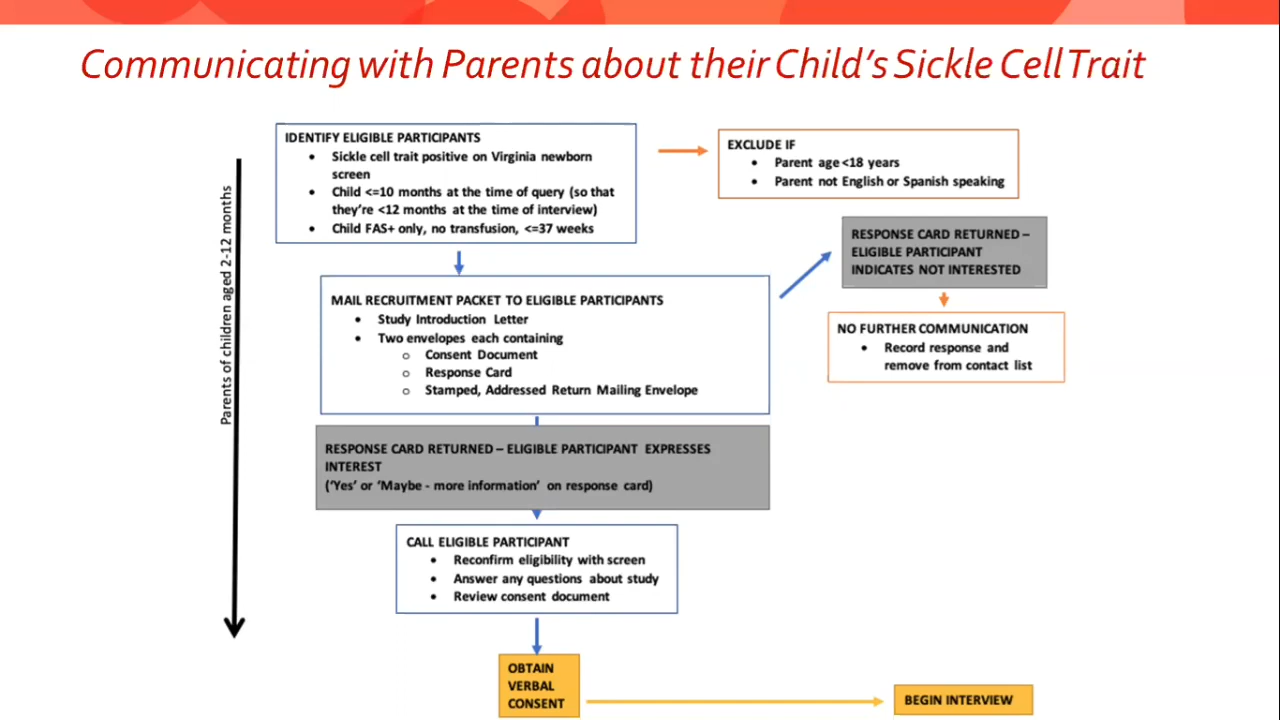 Communicating with Parents about their Child's Sickle Cell Trait
Parents of children aged 2-12 months
IDENTIFY ELIGIBLE PARTICIPANTS
• Sickle cell trait positive on Virginia newborn
screen
• Child <=10 months at the time of query (so that
they're <12 months at the time of interview)
• Child FAS+ only, no transfusion, <=37 weeks
EXCLUDE IF
• Parent age <18 years
• Parent not English or Spanish speaking
MAIL RECRUITMENT PACKET TO ELIGIBLE PARTICIPANTS
• Study Introduction Letter
• Two envelopes each containing
o Consent Document
o Response Card
o Stamped, Addressed Return Mailing Envelope
RESPONSE CARD RETURNED –
ELIGIBLE PARTICIPANT
INDICATES NOT INTERESTED
NO FURTHER COMMUNICATION
• Record response and
remove from contact list
RESPONSE CARD RETURNED – ELIGIBLE PARTICIPANT EXPRESSES
INTEREST
('Yes' or 'Maybe - more information' on response card)
CALL ELIGIBLE PARTICIPANT
• Reconfirm eligibility with screen
• Answer any questions about study
• Review consent document
OBTAIN
VERBAL
CONSENT
BEGIN INTERVIEW